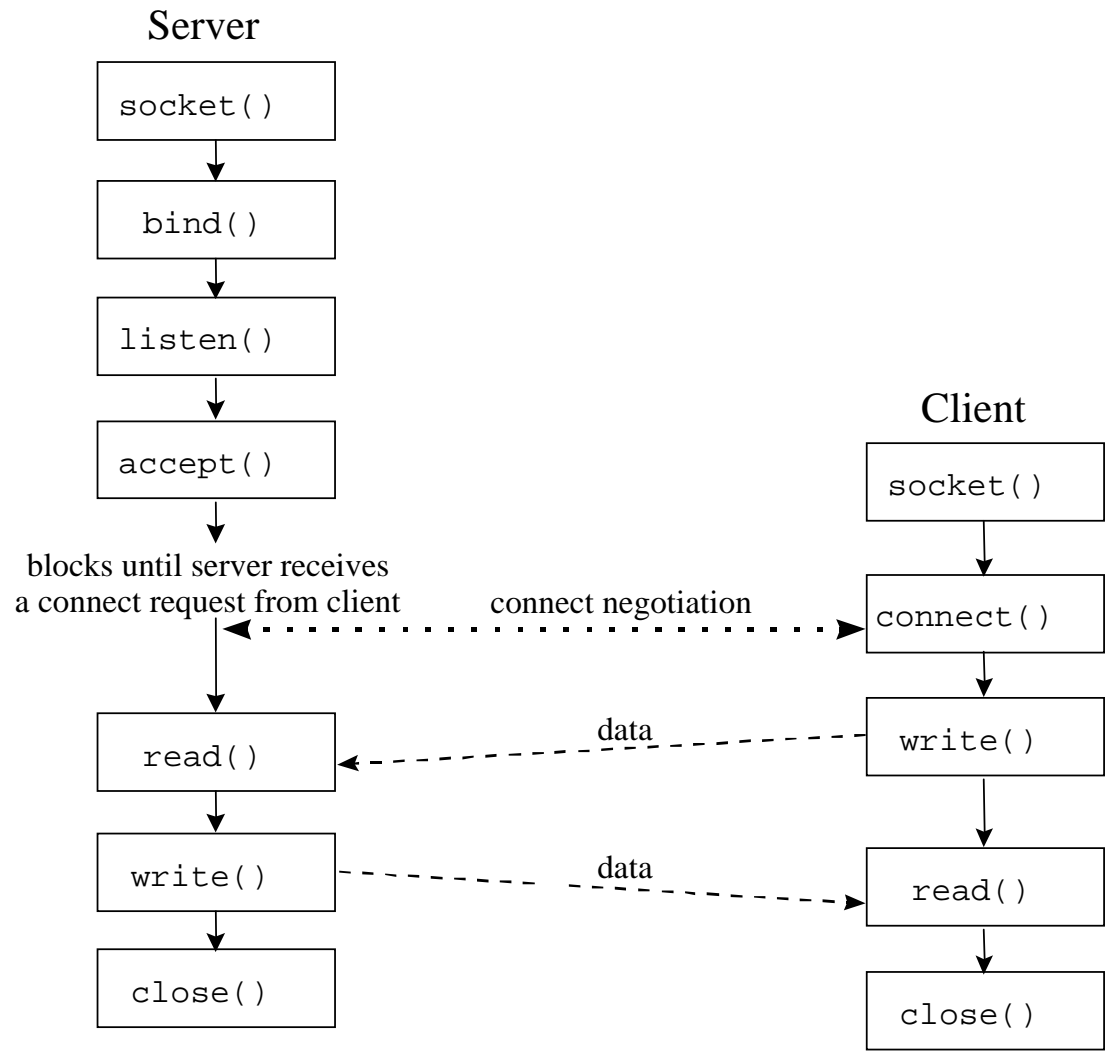 Server
socket()
bind()
listen()
accept()
blocks until server receives
a connect request from client
read()
write()
close()
connect negotiation
data
data
Client
socket()
connect()
write()
read()
close()